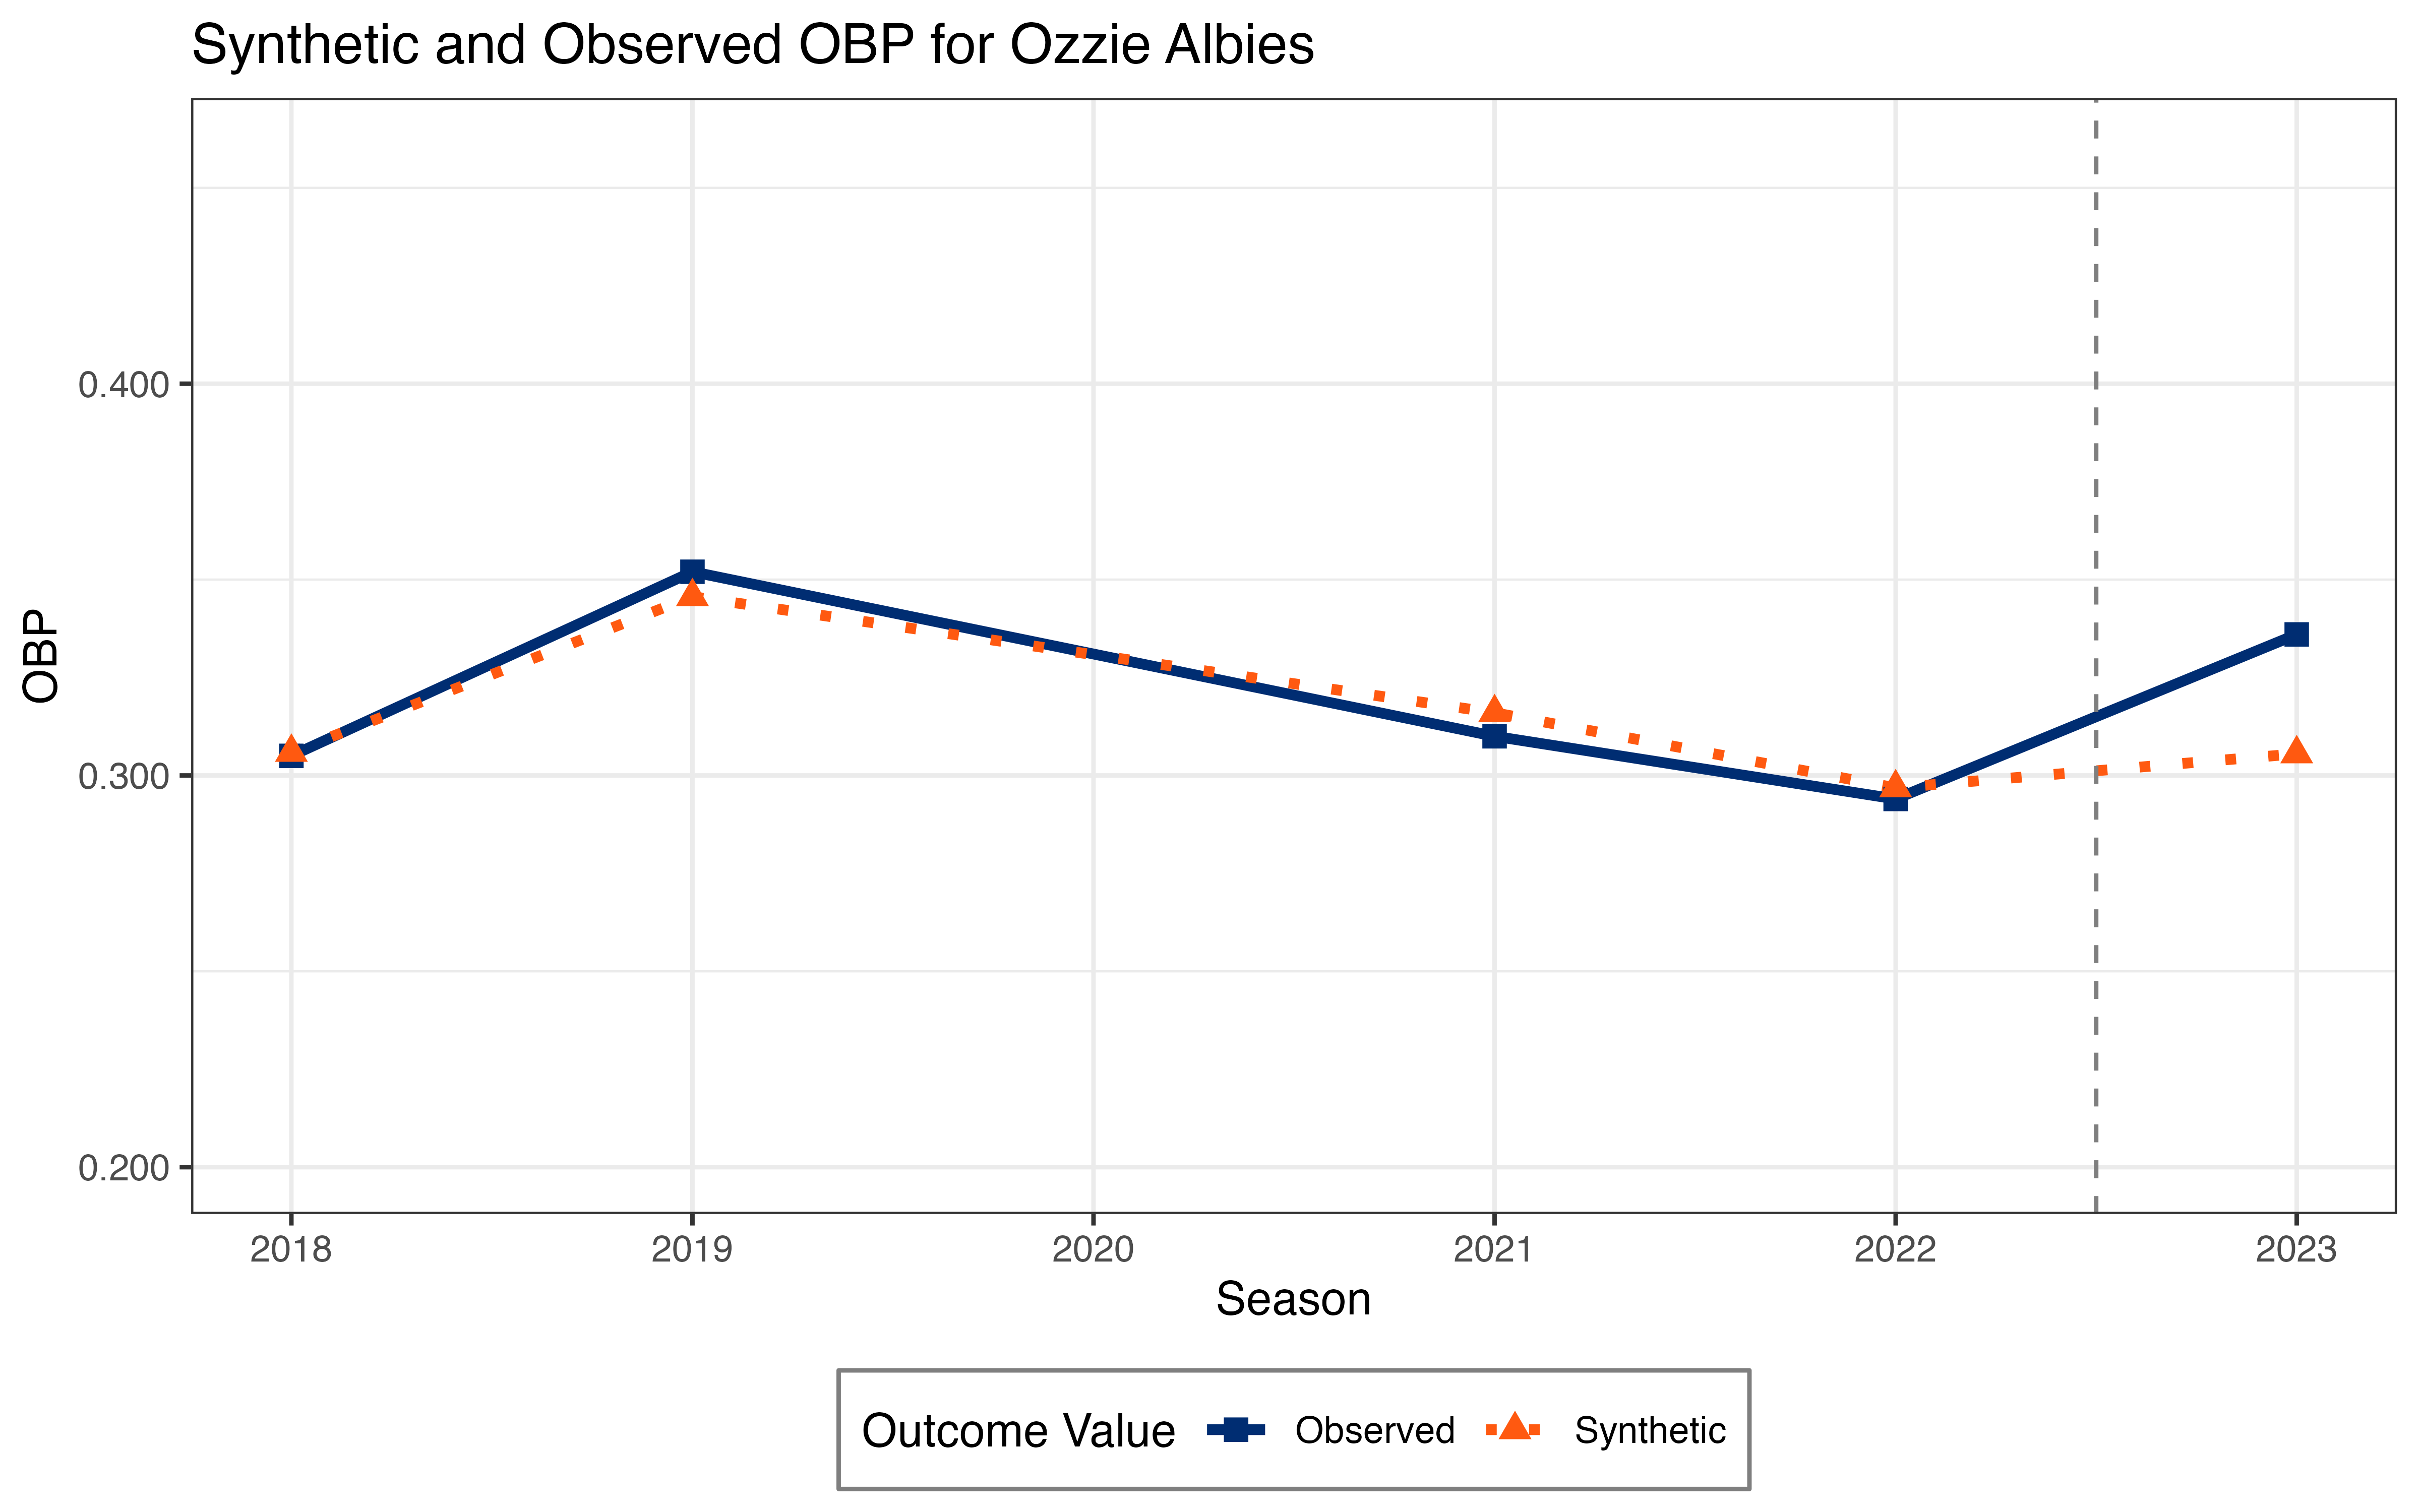 Synthetic and Observed OBP for Ozzie Albies
OBP
0.400
0.300
0.200
2018 2019 2020 2021 2022 2023
Season
Outcome Value Observed Synthetic